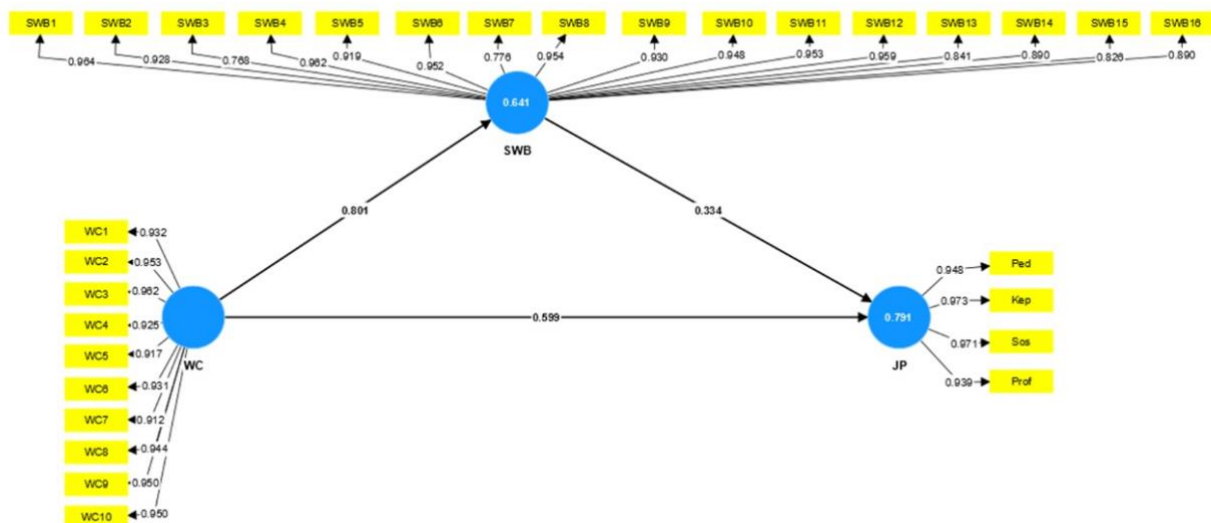 SWB1 SWB2 SWB3 SWB4 SWB5 SWB6 SWB7 SWB8 SWB9 SWB10 SWB11 SWB12 SWB13 SWB14 SWB15 SWB16
0.964 0.928 0.768 0.962 0.919 0.952 0.776 0.954 0.930 0.948 0.953 0.959 0.841 0.890 0.826 0.890
0.641
SWB
0.801 0.334
WC1 0.932
WC2 0.953
WC3 0.962
WC4 0.925
WC5 0.917
WC6 0.931
WC7 0.912
WC8 0.944
WC9 0.950
WC10 0.950
WC
0.599
0.791
JP
0.948 Ped
0.973 Kep
0.971 Sos
0.939 Prof